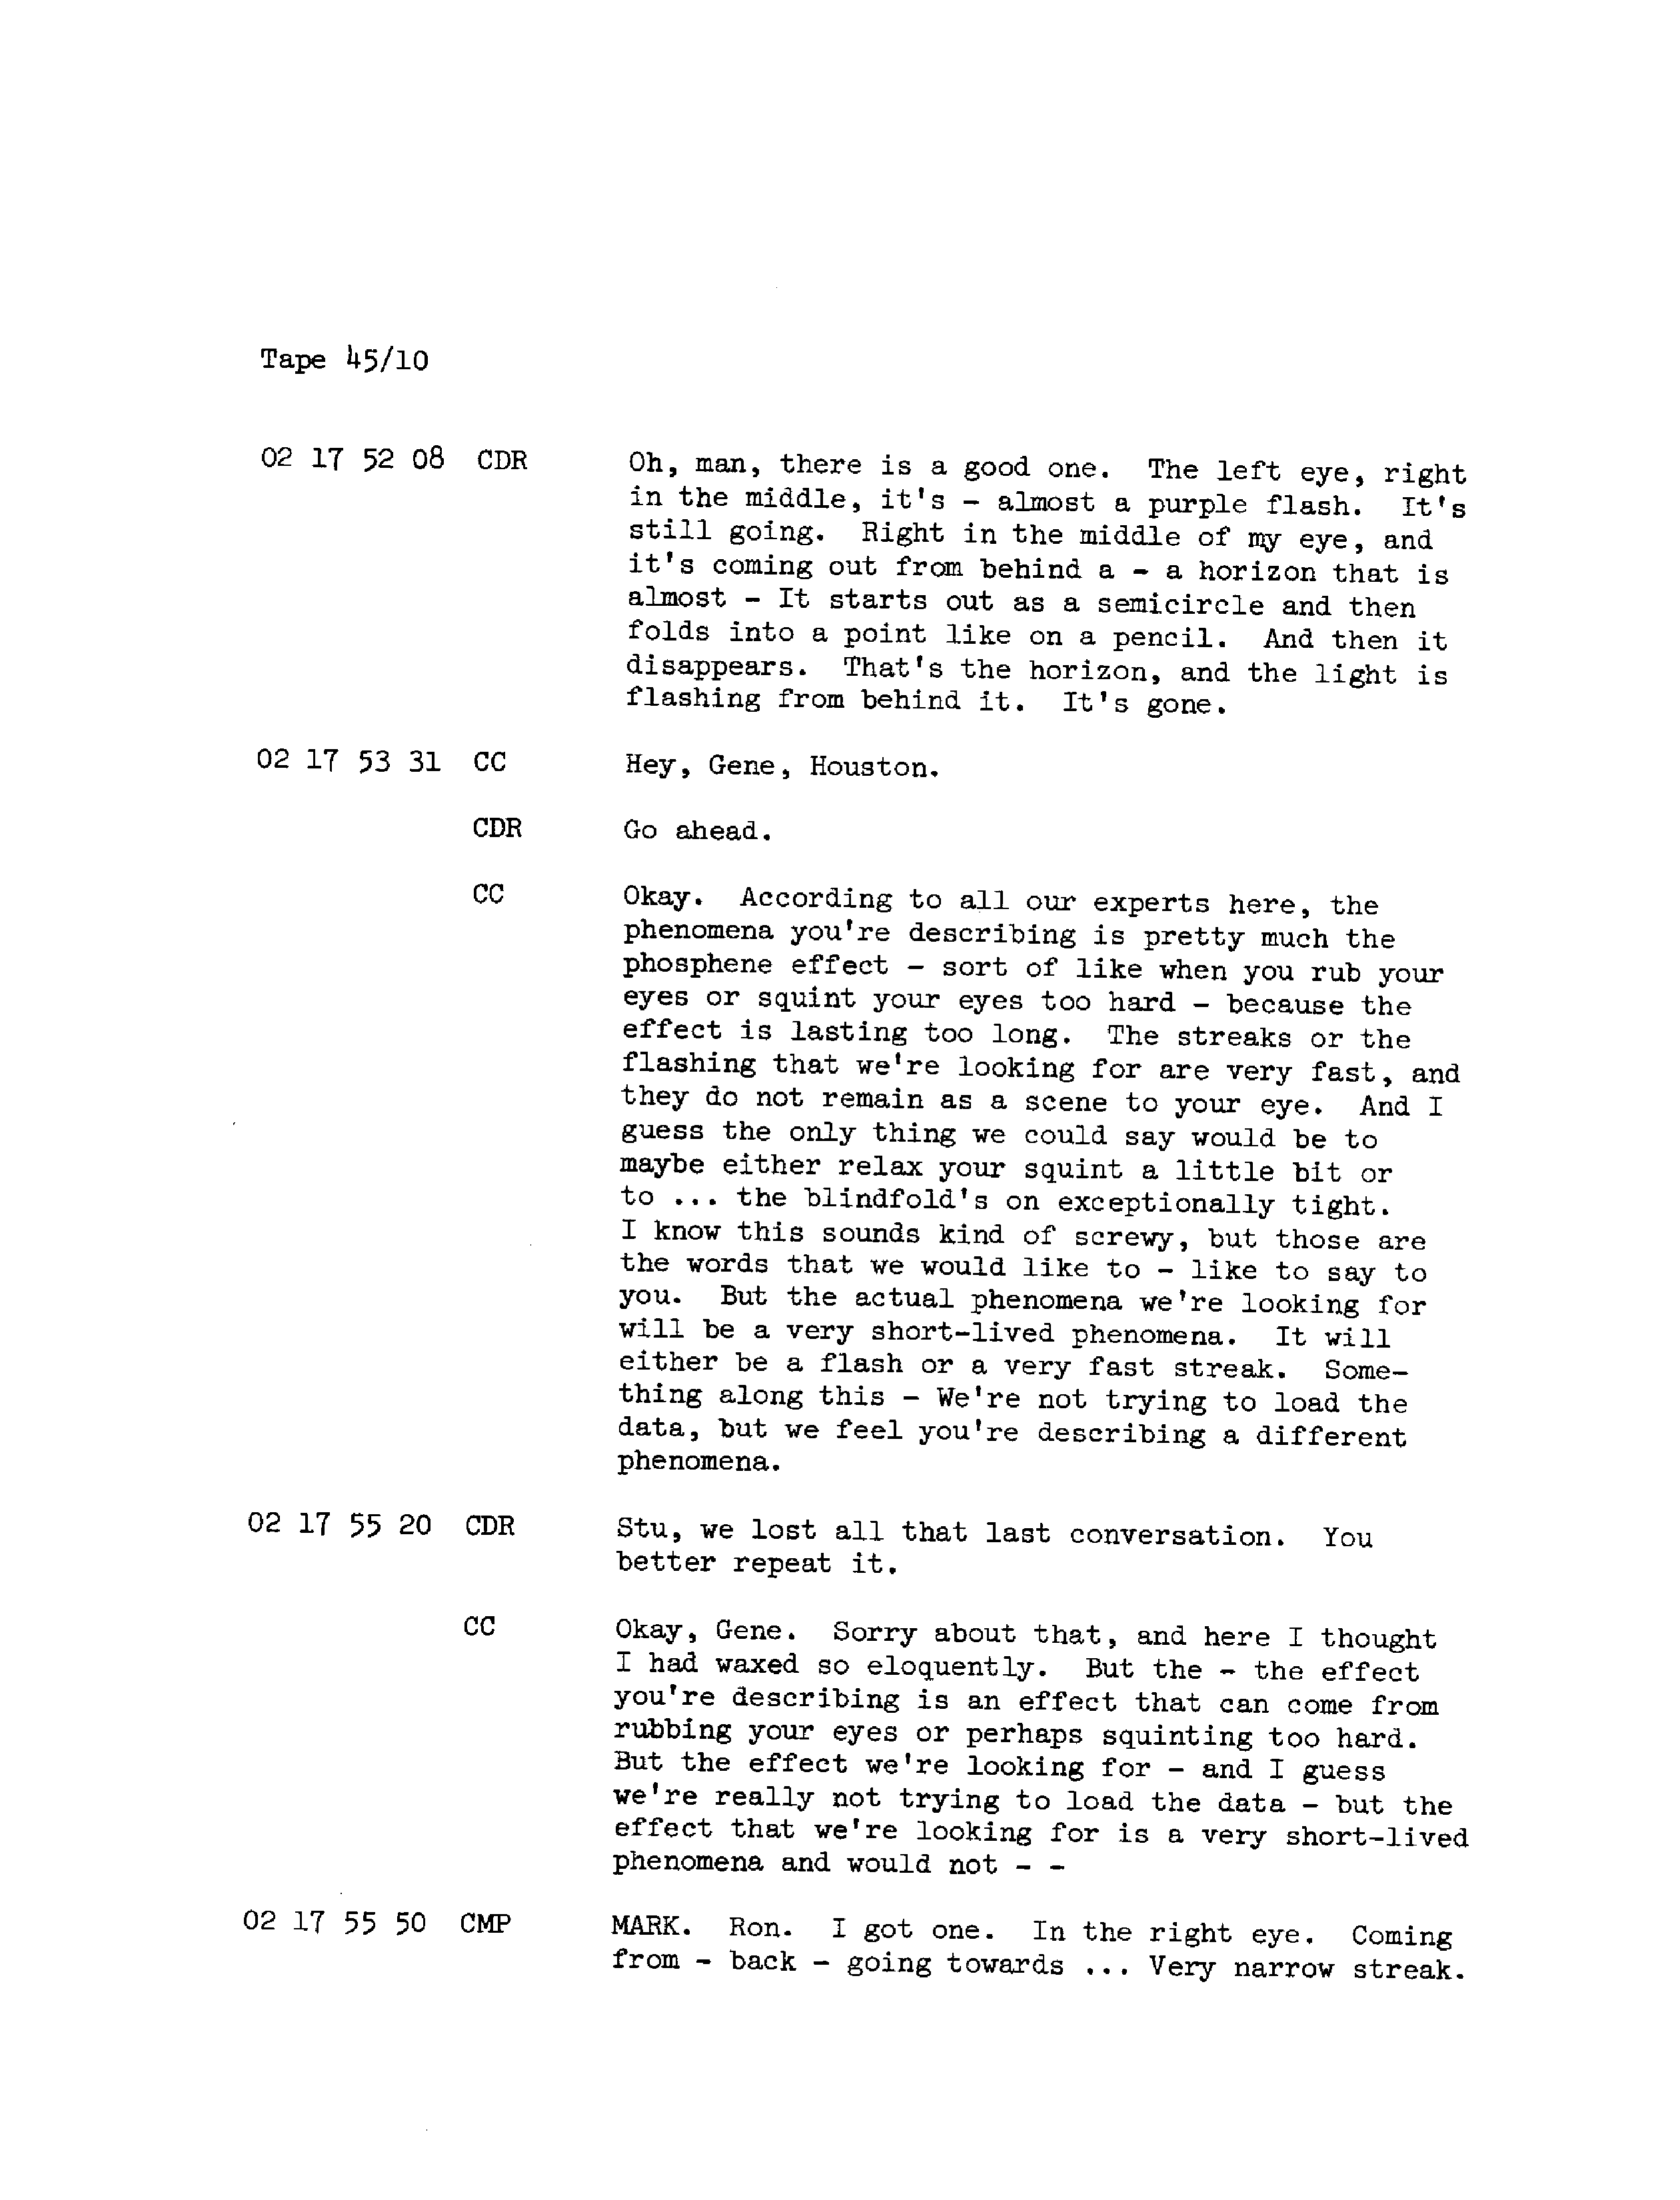 Tape 45/10
02 17 52 08 CDR Oh, man, there is a good one. The left eye, right
in the middle, it's - almost a purple flash. It's
still going. Right in the middle of my eye, and
it's coming out from behind a - a horizon that is
almost - It starts out as a semicircle and then
folds into a point like on a pencil. And then it
disappears. That's the horizon, and the light is
flashing from behind it. It's gone.
02 17 53 31 CC Hey, Gene, Houston.
CDR Go ahead.
CC Okay. According to all our experts here, the
phenomena you're describing is pretty much the
phosphene effect - sort of like when you rub your
eyes or squint your eyes too hard - because the
effect is lasting too long. The streaks or the
flashing that we're looking for are very fast, and
they do not remain as a scene to your eye. And I
guess the only thing we could say would be to
maybe either relax your squint a little bit or
to ... the blindfold's on exceptionally tight.
I know this sounds kind of screwy, but those are
the words that we would like to - like to say to
you. But the actual phenomena we're looking for
will be a very short-lived phenomena. It will
either be a flash or a very fast streak. Some-
thing along this - We're not trying to load the
data, but we feel you're describing a different
phenomena.
02 17 55 20 CDR Stu, we lost all that last conversation. You
better repeat it.
CC Okay, Gene. Sorry about that, and here I thought
I had waxed so eloquently. But the - the effect
you're describing is an effect that can come from
rubbing your eyes or perhaps squinting too hard.
But the effect we're looking for - and I guess
we're really not trying to load the data - but the
effect that we're looking for is a very short-lived
phenomena and would not - -
02 17 55 50 CMP MARK. Ron. I got one. In the right eye. Coming
from - back - going towards ... Very narrow streak.